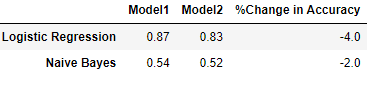 Model1 Model2 %Change in Accuracy
Logistic Regression 0.87 0.83 -4.0
Naive Bayes 0.54 0.52 -2.0